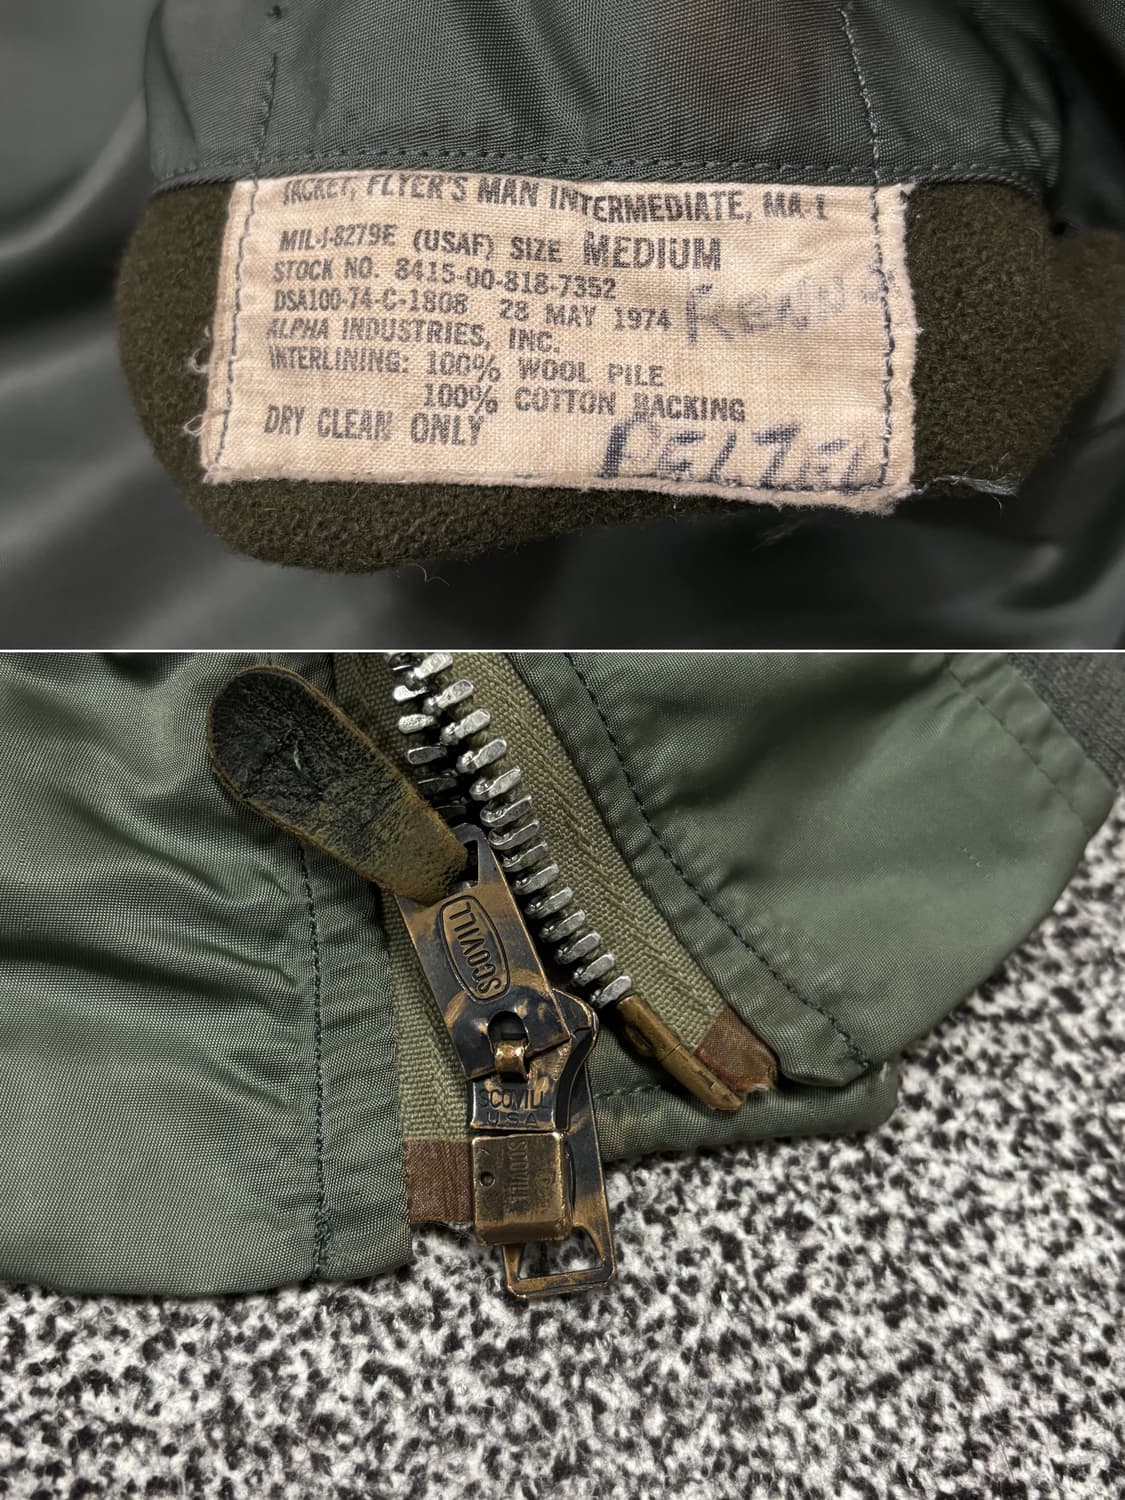 JACKET, FLYER'S MAN INTERMEDIATE, MA-1
MIL-J-8279E (USAF) SIZE MEDIUM
STOCK NO. 8415-00-818-7352
DSA100-74-C-1808 28 MAY 1974
ALPHA INDUSTRIES, INC.
INTERLINING: 100% WOOL PILE
100% COTTON BACKING
DRY CLEAN ONLY
SCOVILL
SCOVILL
USA